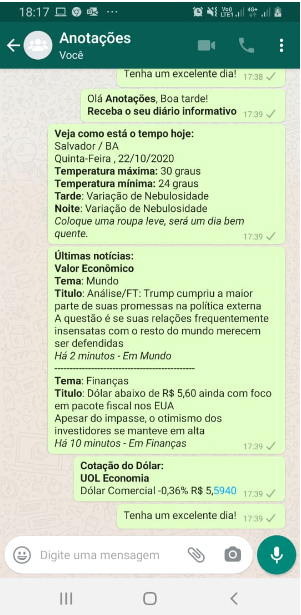 18:17
Vo)) 4G+
LTE1
Anotações
Você
Tenha um excelente dia! 17:38
Olá Anotações, Boa tarde!
Receba o seu diário informativo
17:39
Veja como está o tempo hoje:
Salvador / BA
Quinta-Feira , 22/10/2020
Temperatura máxima: 30 graus
Temperatura mínima: 24 graus
Tarde: Variação de Nebulosidade
Noite: Variação de Nebulosidade
Coloque uma roupa leve, será um dia bem
quente.
17:39
Últimas notícias:
Valor Econômico
Tema: Mundo
Titulo: Análise/FT: Trump cumpriu a maior
parte de suas promessas na política externa
A questão é se suas relações frequentemente
insensatas com o resto do mundo merecem
ser defendidas
Há 2 minutos - Em Mundo
--------------------------------------------
Tema: Finanças
Titulo: Dólar abaixo de R$ 5,60 ainda com foco
em pacote fiscal nos EUA
Apesar do impasse, o otimismo dos
investidores se manteve em alta
Há 10 minutos - Em Finanças
17:39
Cotação do Dólar:
UOL Economia
Dólar Comercial -0,36% R$ 5,5940 17:39
Tenha um excelente dia! 17:39
Digite uma mensagem